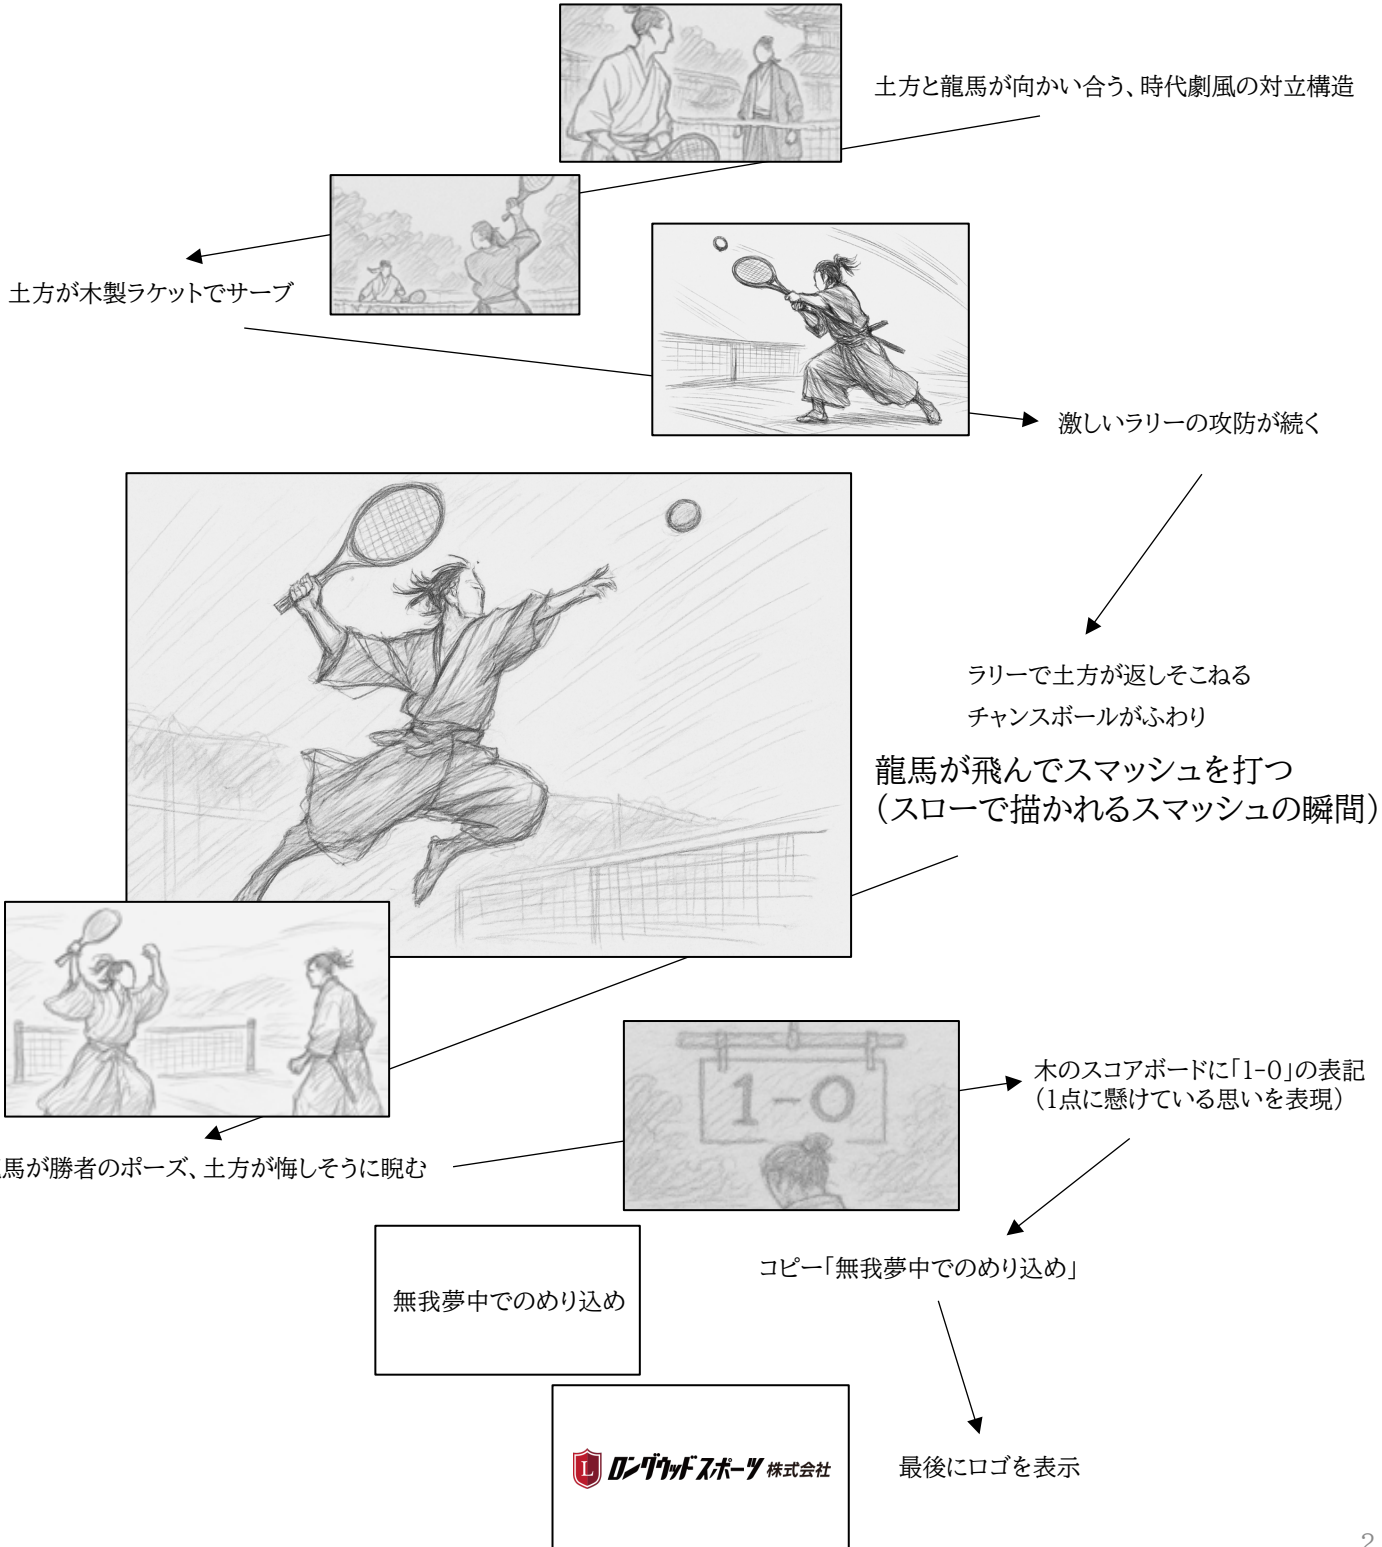 土方と龍馬が向かい合う、時代劇風の対立構造
土方が木製ラケットでサーブ
激しいラリーの攻防が続く
ラリーで土方が返しそこねる
チャンスボールがふわり
龍馬が飛んでスマッシュを打つ
（スローで描かれるスマッシュの瞬間）
馬が勝者のポーズ、土方が悔しそうに睨む
1-0
木のスコアボードに「1-0」の表記
（1点に懸けている思いを表現）
コピー「無我夢中でのめり込め」
無我夢中でのめり込め
L ロングウッドスポーツ 株式会社
最後にロゴを表示
2